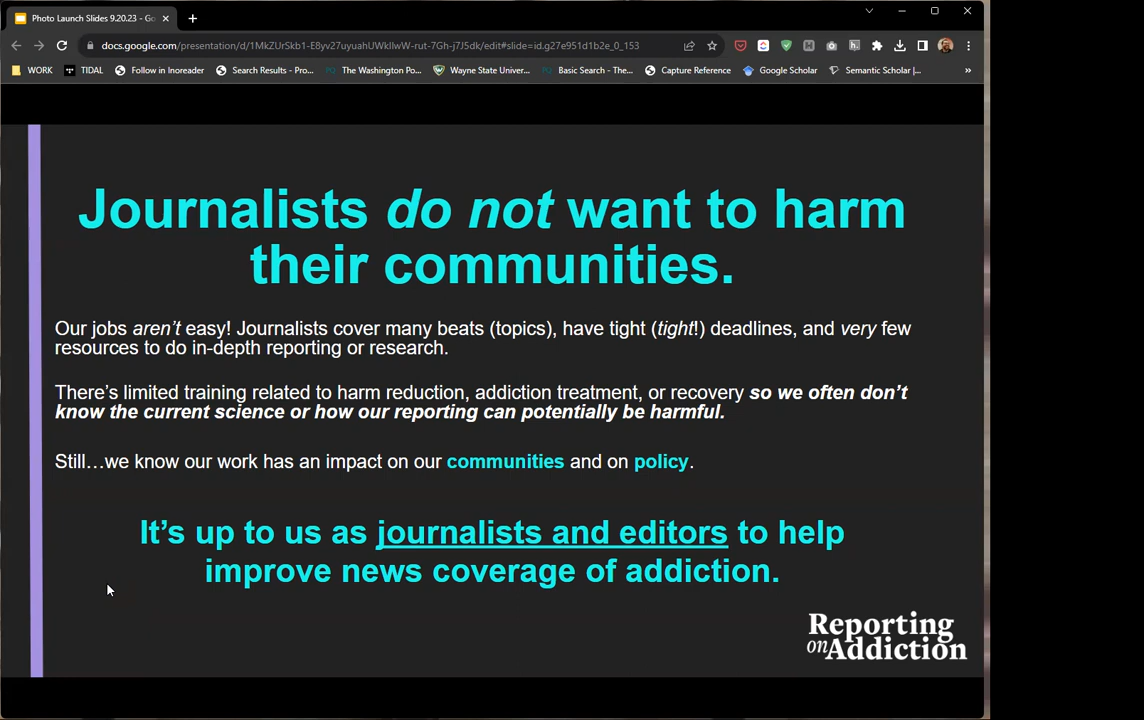 Photo Launch Slides 9.20.23 - Go
docs.google.com/presentation/d/1MkZUrSkb1-E8yv27uyuahUWkIlwW-rut-7Gh-j7J5dk/edit#slide=id.g27e951d1b2e_0_153
WORK TIDAL Follow in Inoreader Search Results - Pro... The Washington Po... Wayne State Univer... Basic Search - The... Capture Reference Google Scholar Semantic Scholar |... »
Journalists do not want to harm
their communities.
Our jobs aren't easy! Journalists cover many beats (topics), have tight (tight!) deadlines, and very few
resources to do in-depth reporting or research.
There's limited training related to harm reduction, addiction treatment, or recovery so we often don't
know the current science or how our reporting can potentially be harmful.
Still…we know our work has an impact on our communities and on policy.
It's up to us as journalists and editors to help
improve news coverage of addiction.
Reporting
on Addiction